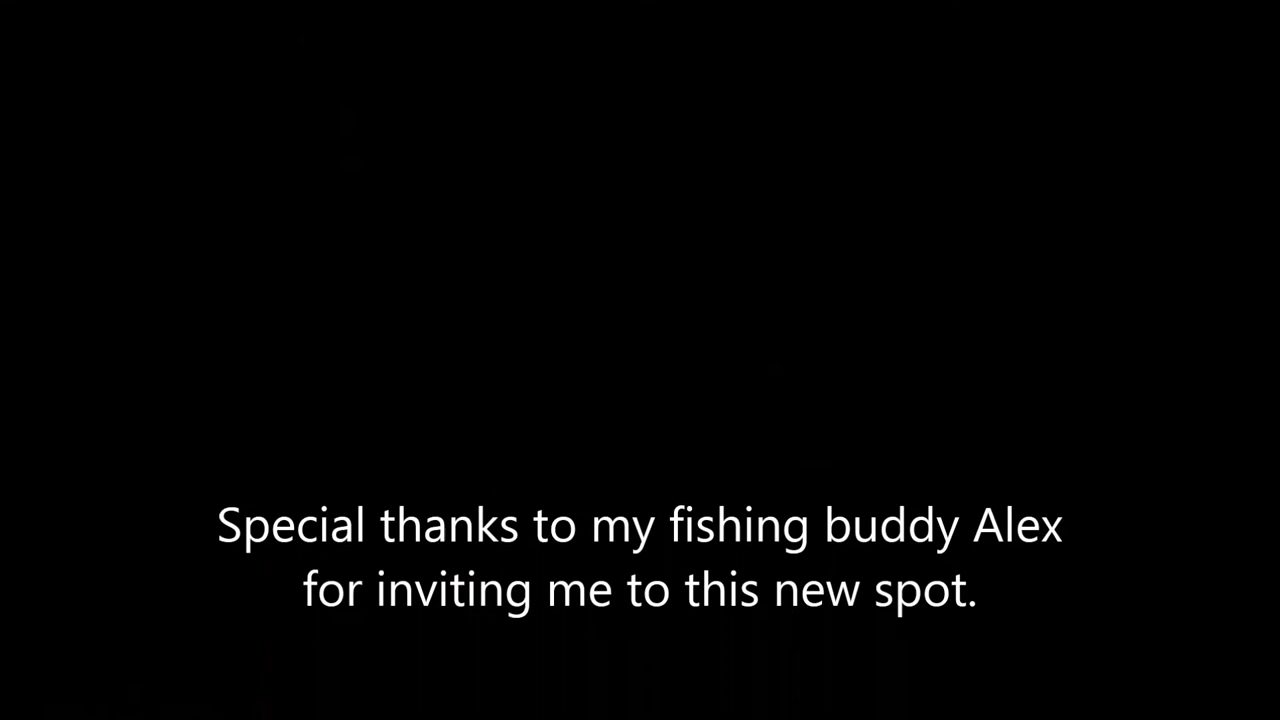 Special thanks to my fishing buddy Alex
for inviting me to this new spot.